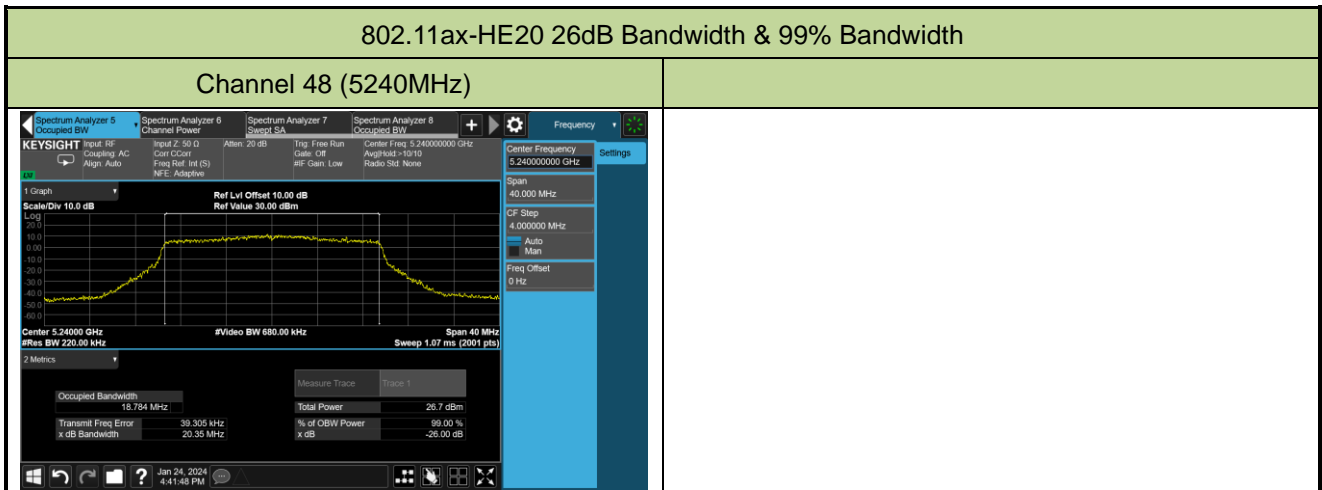 802.11ax-HE20 26dB Bandwidth & 99% Bandwidth
Channel 48 (5240MHz)
Spectrum Analyzer 5
Occupied BW
Spectrum Analyzer 6
Channel Power
Spectrum Analyzer 7
Swept SA
Spectrum Analyzer 8
Occupied BW
+
Frequency
KEYSIGHT
Input: RF
Coupling: AC
Align: Auto
Input Z: 50 Ω
Corr CCorr
Freq Ref: Int (S)
NFE: Adaptive
Atten: 20 dB
Trig: Free Run
Gate: Off
#IF Gain: Low
Center Freq: 5.240000000 GHz
Avg|Hold:>10/10
Radio Std: None
Center Frequency
5.240000000 GHz
Settings
Span
40.000 MHz
CF Step
4.000000 MHz
Auto
Man
Freq Offset
0 Hz
1 Graph
Scale/Div 10.0 dB
Ref Lvl Offset 10.00 dB
Ref Value 30.00 dBm
Log
20.0
10.0
0.00
-10.0
-20.0
-30.0
-40.0
-50.0
-60.0
Center 5.24000 GHz
#Video BW 680.00 kHz
Span 40 MHz
#Res BW 220.00 kHz
Sweep 1.07 ms (2001 pts)
2 Metrics
Measure Trace
Trace 1
Occupied Bandwidth
18.784 MHz
Total Power
26.7 dBm
Transmit Freq Error
39.305 kHz
% of OBW Power
99.00 %
x dB Bandwidth
20.35 MHz
x dB
-26.00 dB
?
Jan 24, 2024
4:41:48 PM